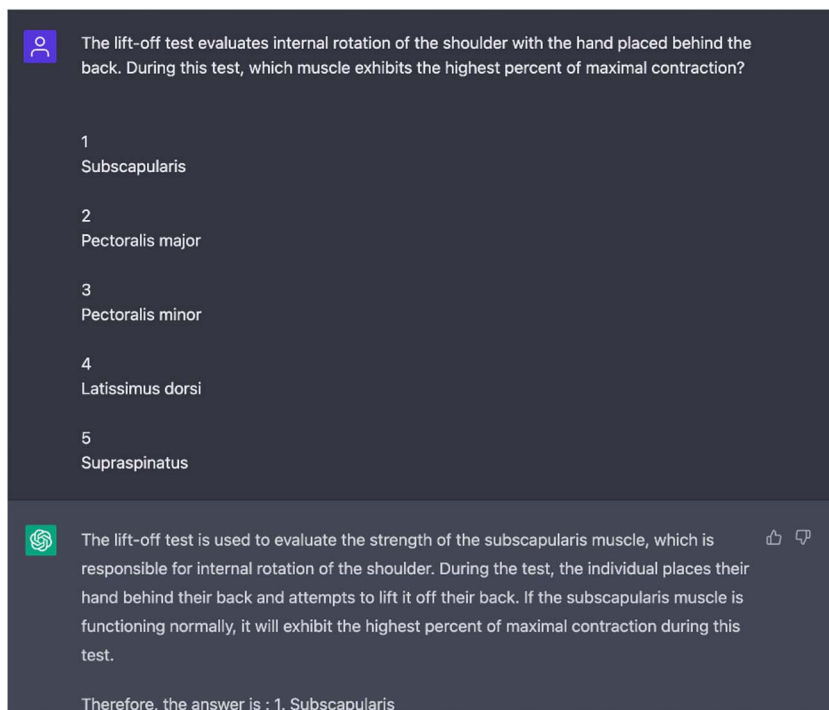 The lift-off test evaluates internal rotation of the shoulder with the hand placed behind the
back. During this test, which muscle exhibits the highest percent of maximal contraction?
1
Subscapularis
2
Pectoralis major
3
Pectoralis minor
4
Latissimus dorsi
5
Supraspinatus
The lift-off test is used to evaluate the strength of the subscapularis muscle, which is
responsible for internal rotation of the shoulder. During the test, the individual places their
hand behind their back and attempts to lift it off their back. If the subscapularis muscle is
functioning normally, it will exhibit the highest percent of maximal contraction during this
test.
Therefore, the answer is : 1. Subscapularis